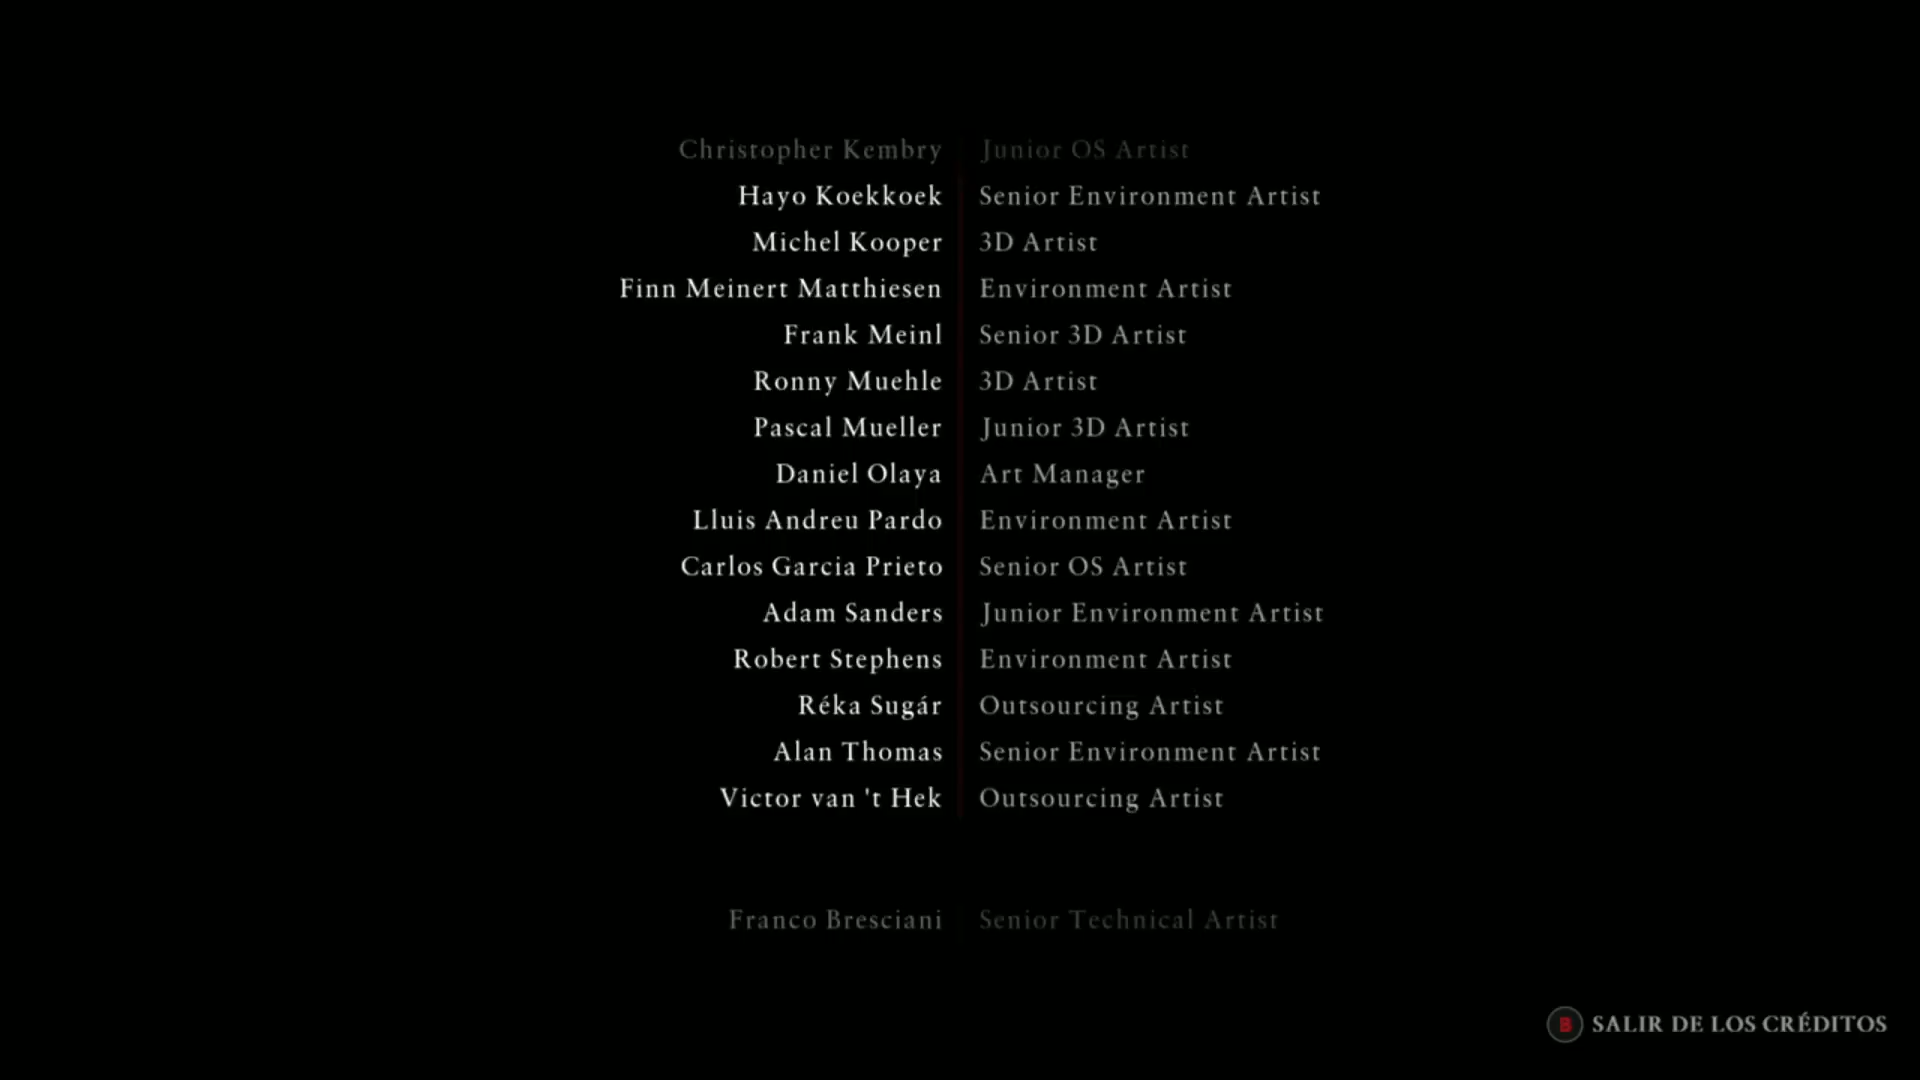 Christopher Kembry Junior OS Artist
Hayo Koekkoek Senior Environment Artist
Michel Kooper 3D Artist
Finn Meinert Matthiesen Environment Artist
Frank Meinl Senior 3D Artist
Ronny Muehle 3D Artist
Pascal Mueller Junior 3D Artist
Daniel Olaya Art Manager
Lluis Andreu Pardo Environment Artist
Carlos Garcia Prieto Senior OS Artist
Adam Sanders Junior Environment Artist
Robert Stephens Environment Artist
Réka Sugár Outsourcing Artist
Alan Thomas Senior Environment Artist
Victor van 't Hek Outsourcing Artist
Franco Bresciani Senior Technical Artist
B SALIR DE LOS CRÉDITOS